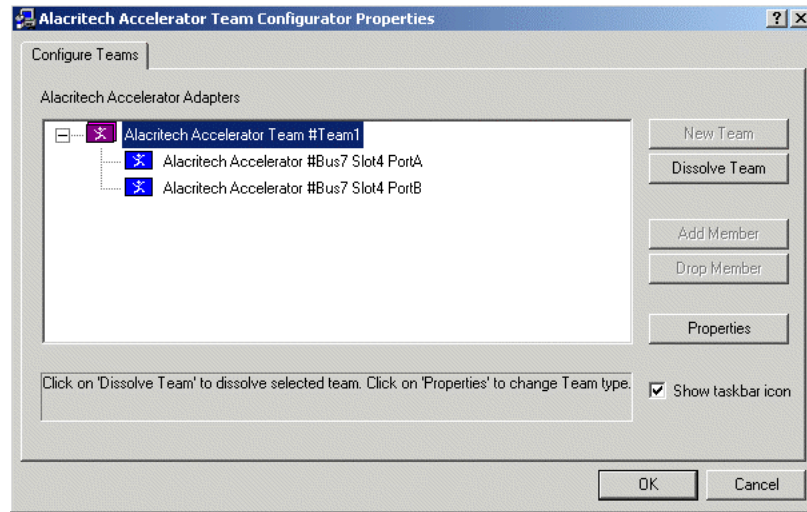 Alacritech Accelerator Team Configurator Properties
Configure Teams
Alacritech Accelerator Adapters
Alacritech Accelerator Team #Team1
Alacritech Accelerator #Bus7 Slot4 PortA
Alacritech Accelerator #Bus7 Slot4 PortB
New Team
Dissolve Team
Add Member
Drop Member
Properties
Click on 'Dissolve Team' to dissolve selected team. Click on 'Properties' to change Team type.
Show taskbar icon
OK
Cancel